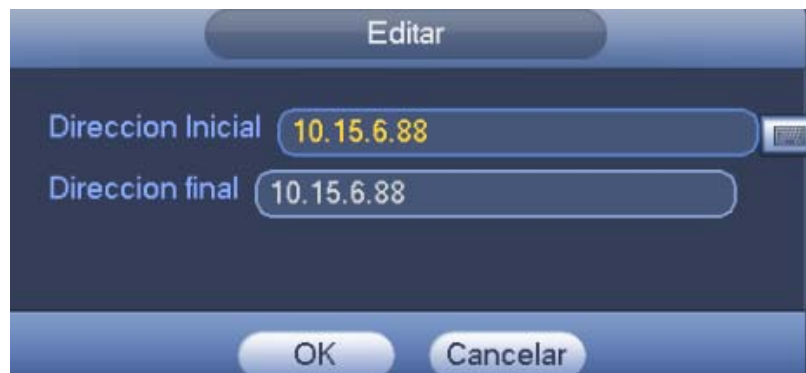 Editar
Direccion Inicial 10.15.6.88
Direccion final 10.15.6.88
OK Cancelar